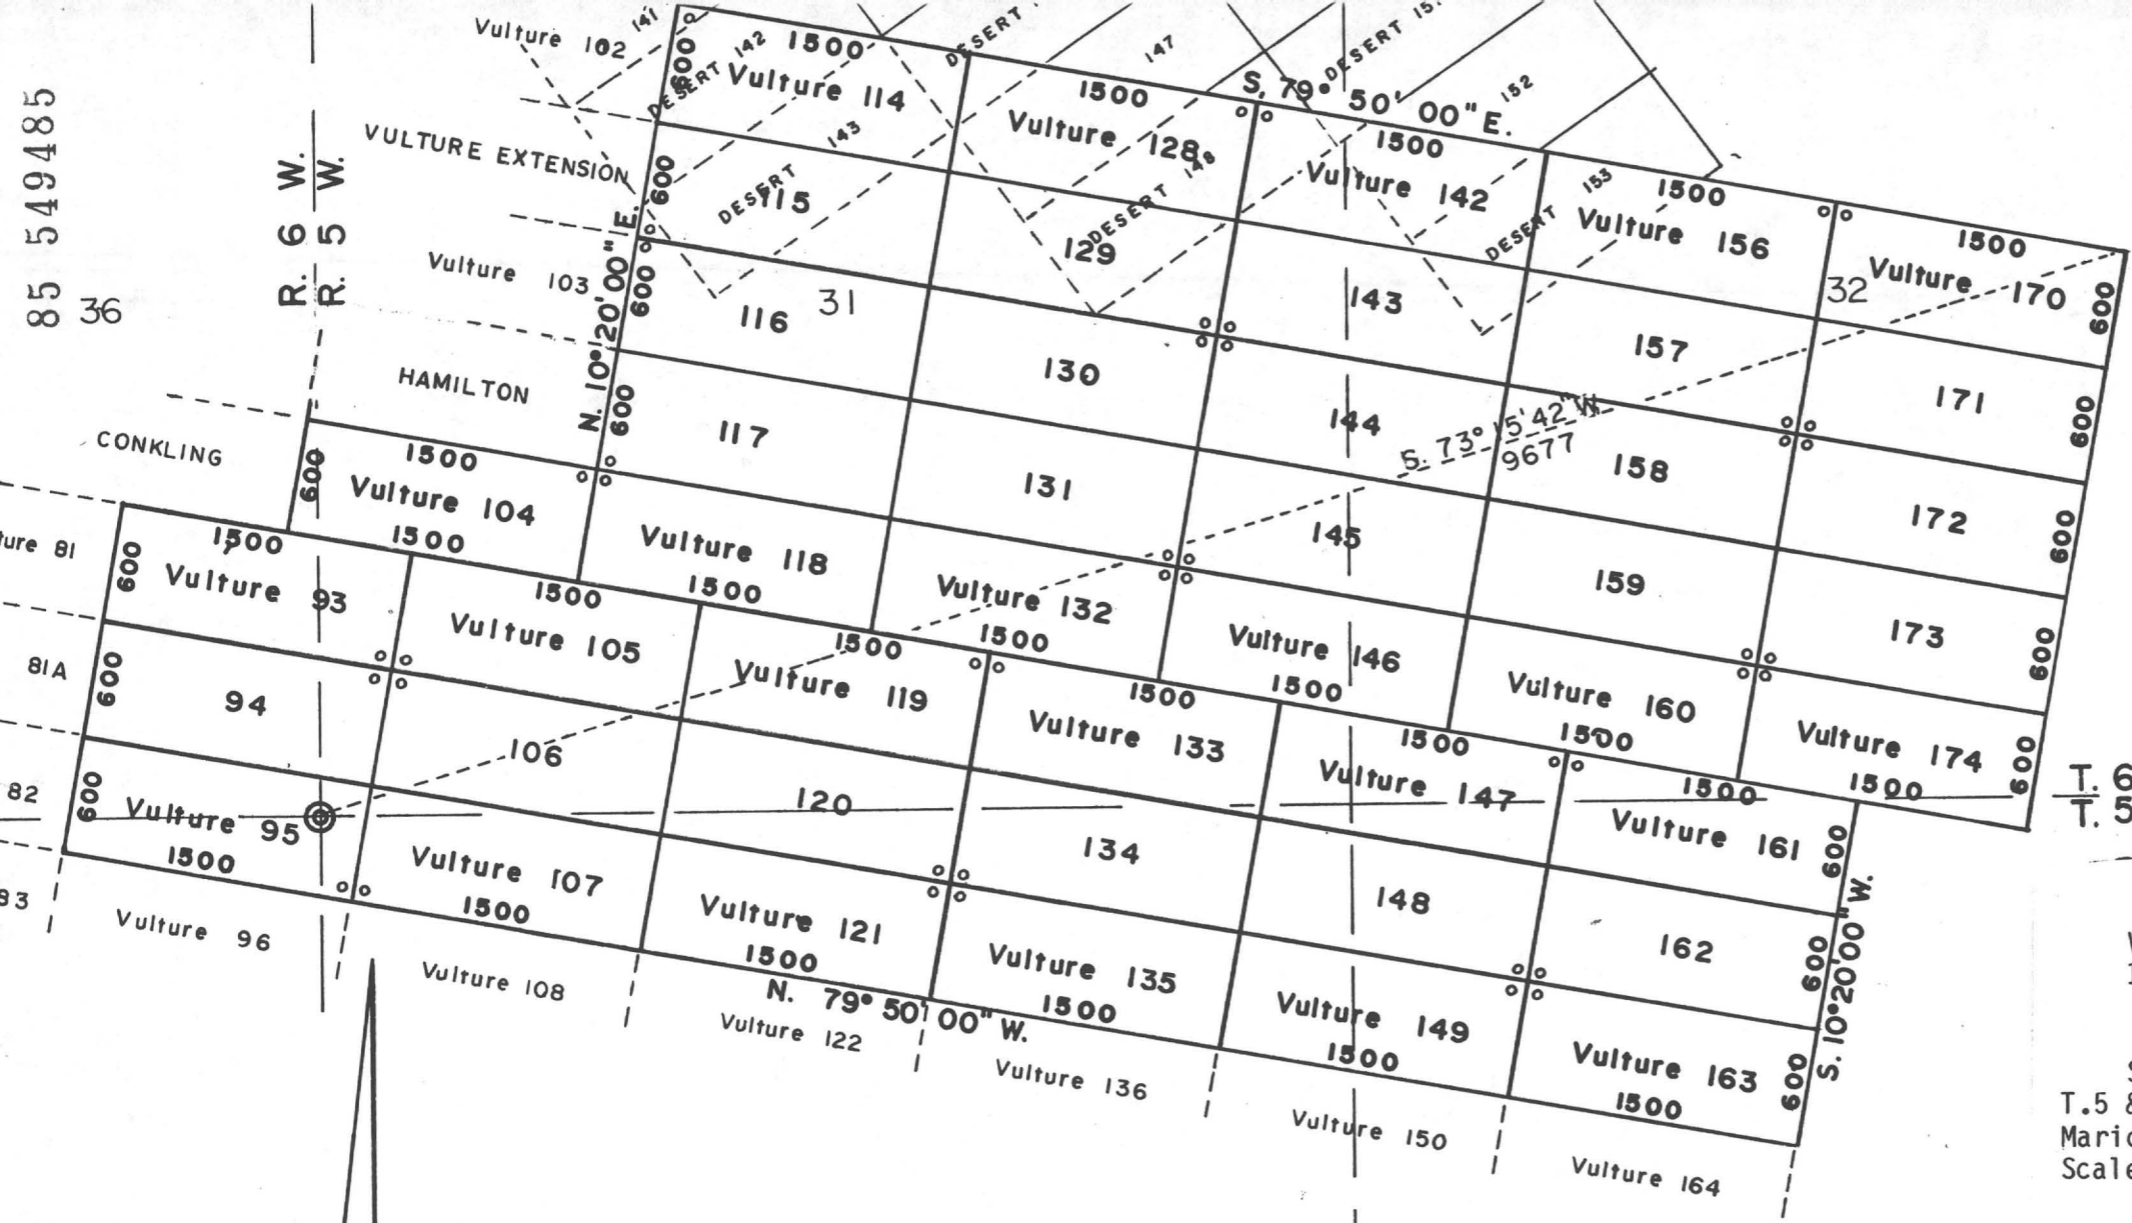 85 549485
36
R. 6 W.
R. 5 W.
Vulture 102
141
DESERT 142
600
1500
Vulture 114
143
DESERT
DESERT
147
1500
Vulture 128
DESERT 148
S. 79° 50' 00" E.
DESERT 151
152
1500
Vulture 142
153
DESERT
1500
Vulture 156
1500
Vulture 170
600
VULTURE EXTENSION
600
115
129
143
157
32
171
600
Vulture 103
N. 10° 20' 00" E.
600
116
31
130
144
158
172
600
HAMILTON
600
117
131
145
S. 73° 15' 42" W.
9677
159
173
600
CONKLING
600
1500
Vulture 104
1500
Vulture 118
1500
Vulture 132
1500
Vulture 146
1500
Vulture 160
1500
Vulture 174
1500
600
ture 81
600
1500
Vulture 93
1500
Vulture 105
1500
Vulture 119
1500
Vulture 133
1500
Vulture 147
1500
Vulture 161
600
T. 6
T. 5
81A
600
94
106
120
134
148
162
600
S. 10° 20' 00" W.
82
600
Vulture 95
1500
Vulture 107
1500
Vulture 121
1500
Vulture 135
1500
Vulture 149
1500
Vulture 163
1500
600
N. 79° 50' 00" W.
83
Vulture 96
Vulture 108
Vulture 122
Vulture 136
Vulture 150
Vulture 164
T.5 &
Maric
Scale